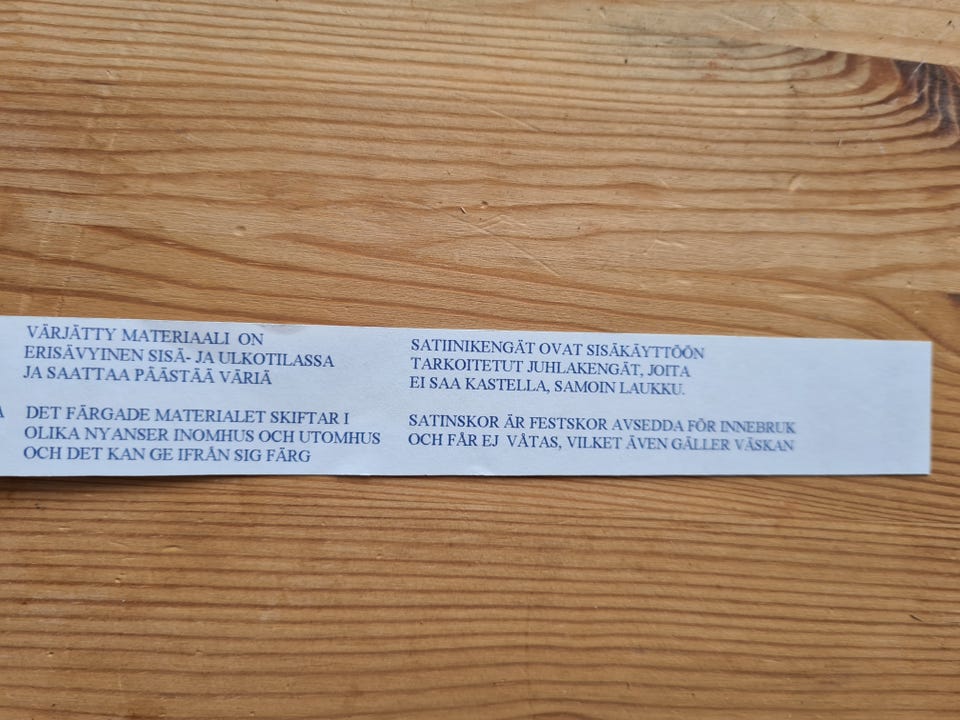 VÄRJÄTTY MATERIAALI ON
ERISÄVYINEN SISÄ- JA ULKOTILASSA
JA SAATTAA PÄÄSTÄÄ VÄRIÄ
A DET FÄRGADE MATERIALET SKIFTAR I
OLIKA NYANSER INOMHUS OCH UTOMHUS
OCH DET KAN GE IFRÅN SIG FÄRG
SATIINIKENGÄT OVAT SISÄKÄYTTÖÖN
TARKOITETUT JUHLAKENGÄT, JOITA
EI SAA KASTELLA, SAMOIN LAUKKU.
SATINSKOR ÄR FESTSKOR AVSEDDA FÖR INNEBRUK
OCH FÅR EJ VÅTAS, VILKET ÄVEN GÄLLER VÄSKAN